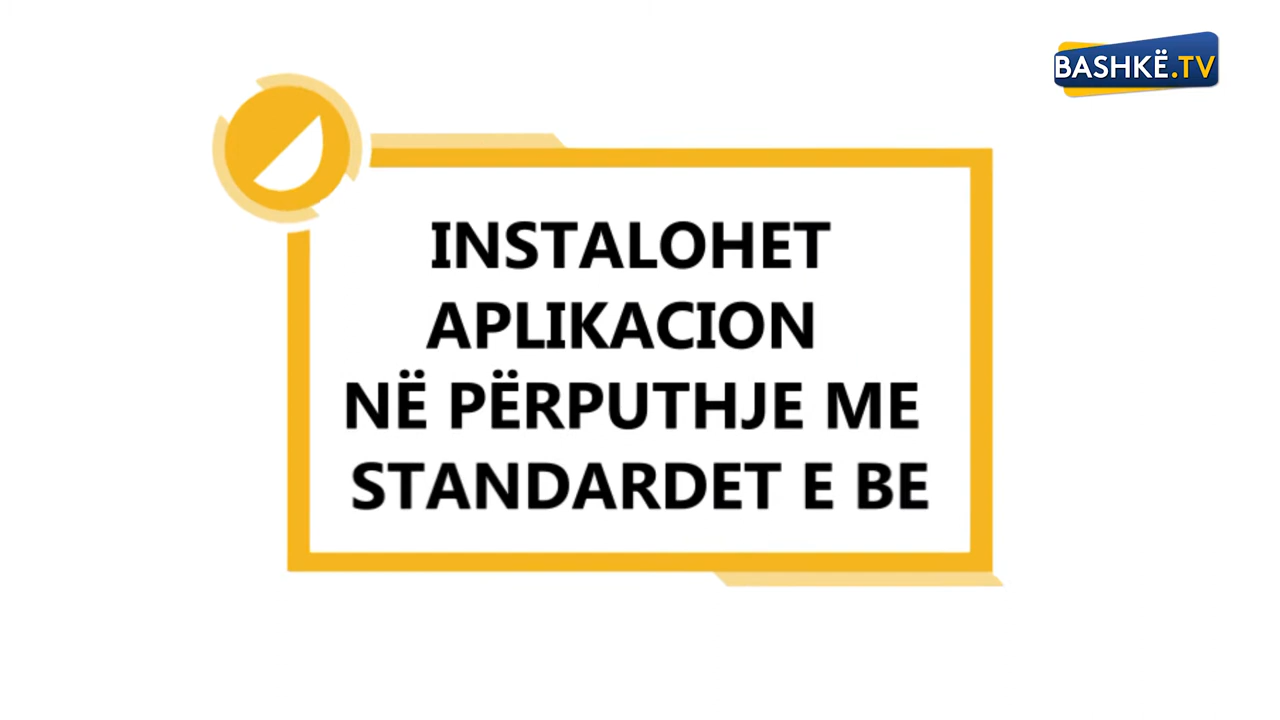 BASHKË.TV
INSTALOHET
APLIKACION
NË PËRPUTHJE ME
STANDARDET E BE